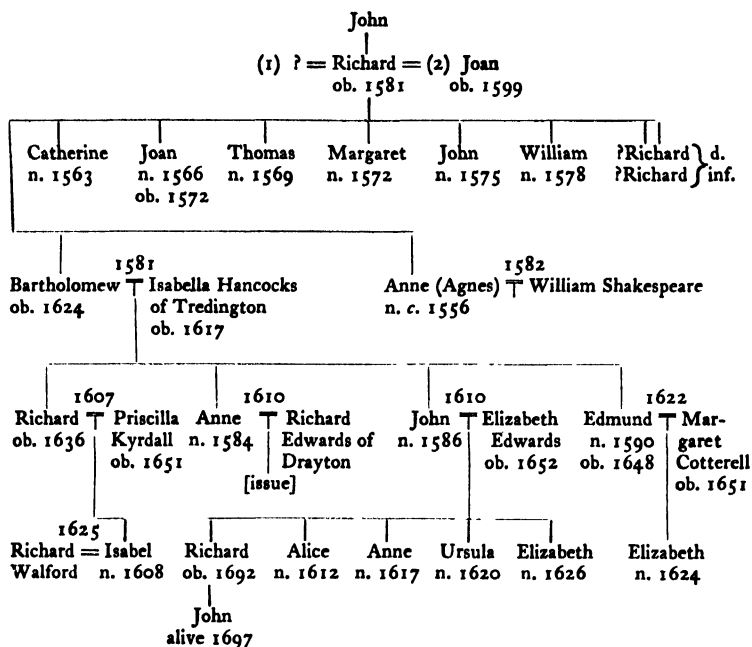 John
(1) ? = Richard = (2) Joan
ob. 1581 ob. 1599
Catherine Joan Thomas Margaret John William ?Richard } d.
n. 1563 n. 1566 n. 1569 n. 1572 n. 1575 n. 1578 ?Richard } inf.
ob. 1572
1581 1582
Bartholomew Isabella Hancocks Anne (Agnes) William Shakespeare
ob. 1624 of Tredington n. c. 1556
ob. 1617
1607 1610 1610 1622
Richard Priscilla Anne Richard John Elizabeth Edmund Mar-
ob. 1636 Kyrdall n. 1584 Edwards of n. 1586 Edwards n. 1590 garet
ob. 1651 Drayton ob. 1652 ob. 1648 Cotterell
[issue] ob. 1651
1625
Richard = Isabel Richard Alice Anne Ursula Elizabeth Elizabeth
Walford n. 1608 ob. 1692 n. 1612 n. 1617 n. 1620 n. 1626 n. 1624
John
alive 1697